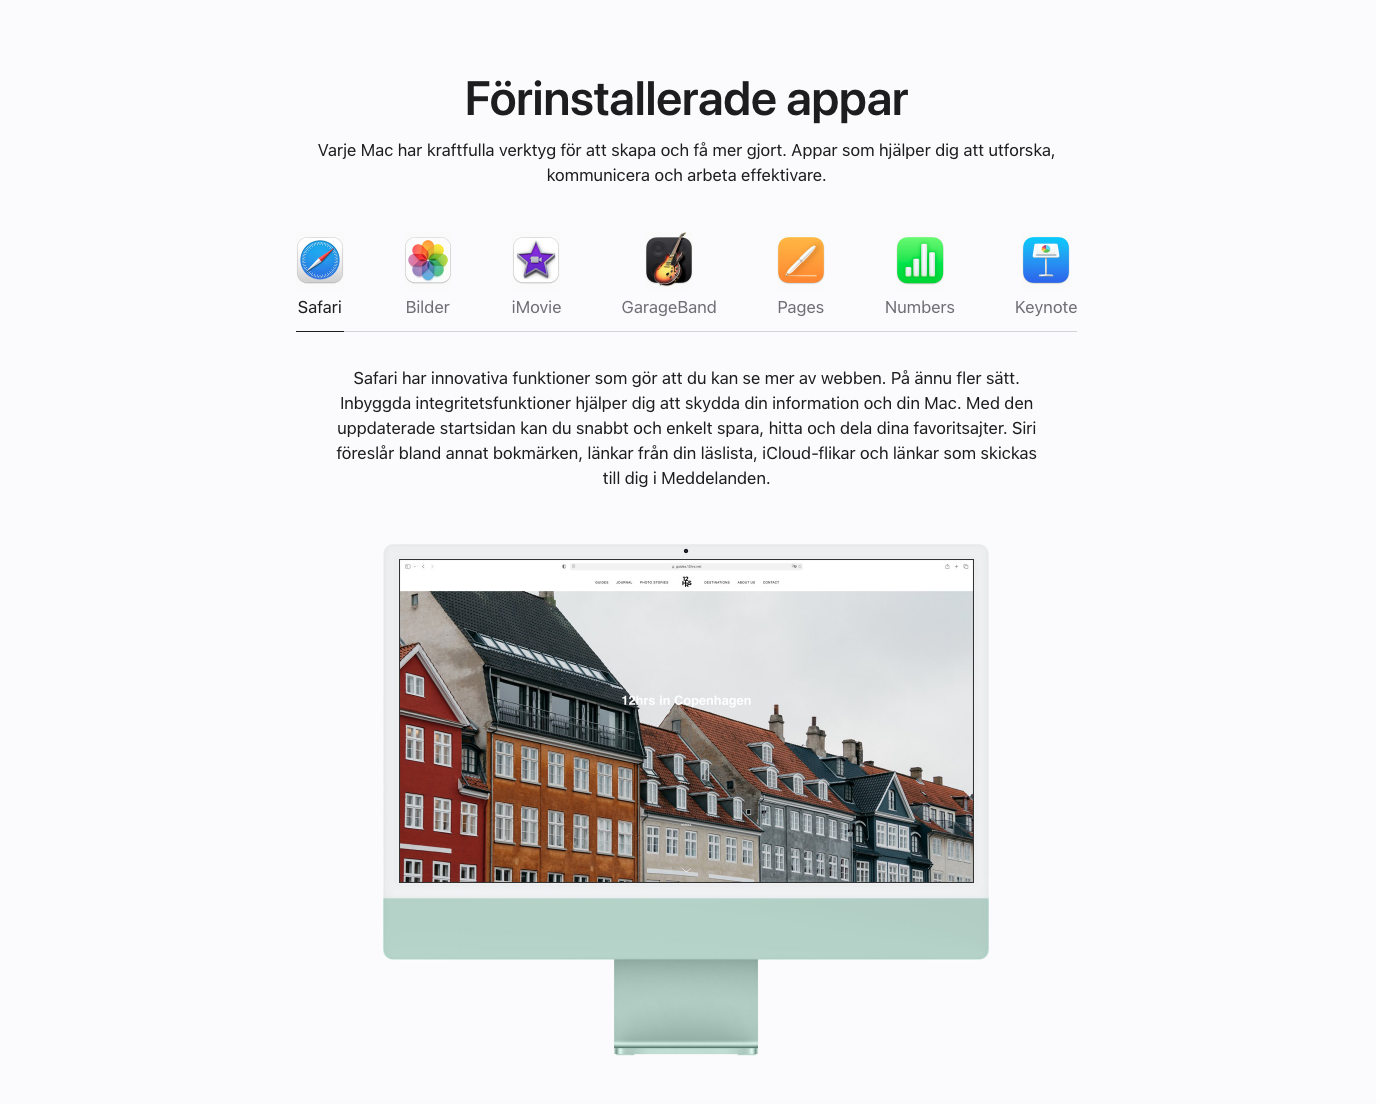 Förinstallerade appar
Varje Mac har kraftfulla verktyg för att skapa och få mer gjort. Appar som hjälper dig att utforska,
kommunicera och arbeta effektivare.
Safari
Bilder
iMovie
GarageBand
Pages
Numbers
Keynote
Safari har innovativa funktioner som gör att du kan se mer av webben. På ännu fler sätt.
Inbyggda integritetsfunktioner hjälper dig att skydda din information och din Mac. Med den
uppdaterade startsidan kan du snabbt och enkelt spara, hitta och dela dina favoritsajter. Siri
föreslår bland annat bokmärken, länkar från din läslista, iCloud-flikar och länkar som skickas
till dig i Meddelanden.
GUIDES JOURNAL PHOTO STORIES DESTINATIONS ABOUT US CONTACT
12hrs in Copenhagen